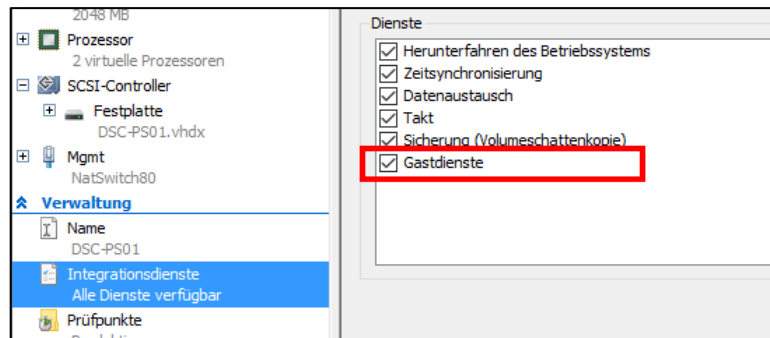 2048 MB
Prozessor
2 virtuelle Prozessoren
SCSI-Controller
Festplatte
DSC-PS01.vhdx
Mgmt
NatSwitch80
Verwaltung
Name
DSC-PS01
Integrationsdienste
Alle Dienste verfügbar
Prüfpunkte
Dienste
Herunterfahren des Betriebssystems
Zeitsynchronisierung
Datenaustausch
Takt
Sicherung (Volumeschattenkopie)
Gastdienste